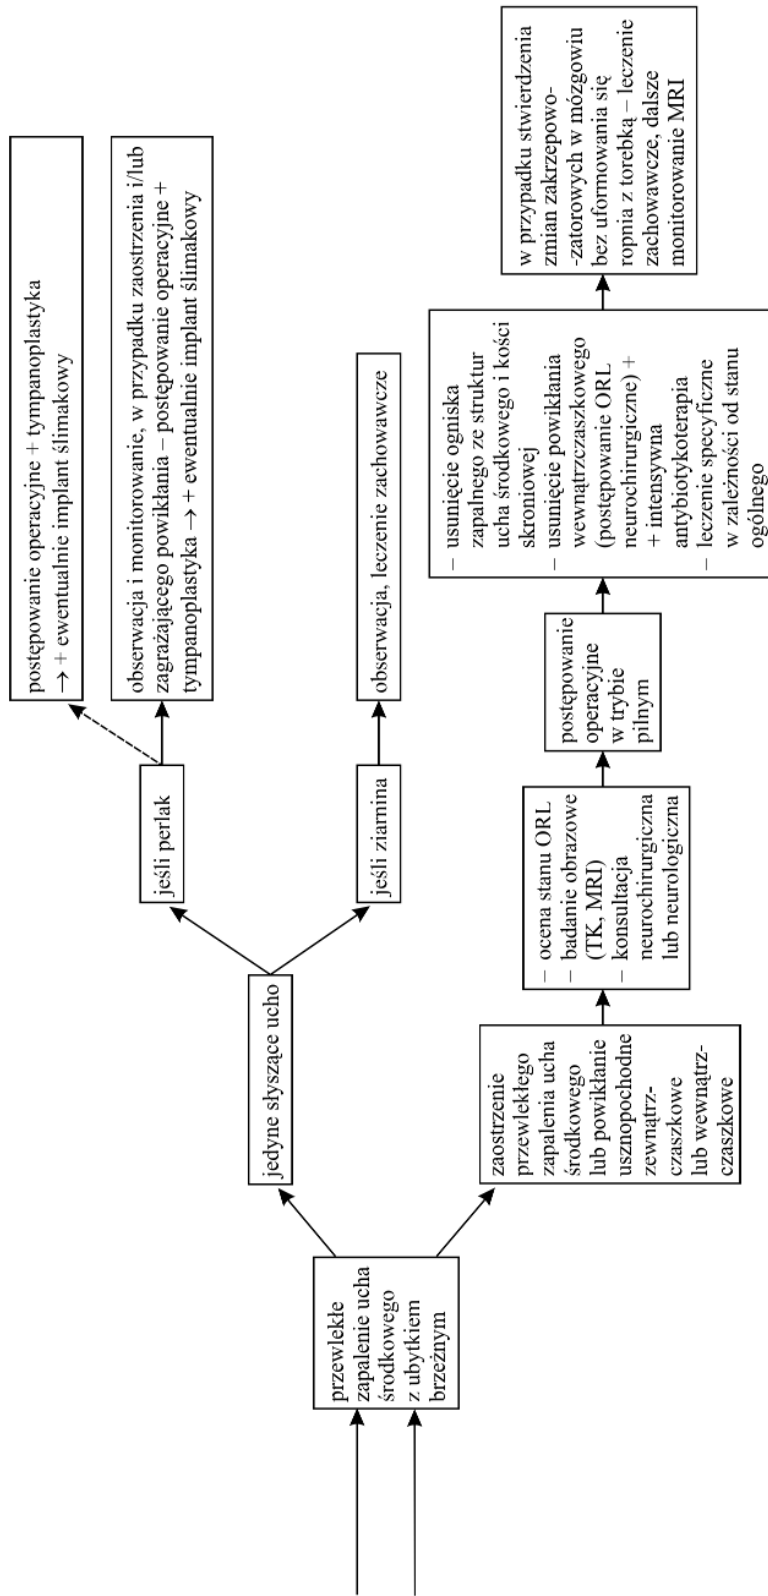 przewlekłe
zapalenie ucha
środkowego
z ubytkiem
brzeżnym
jedyne słyszące ucho
jeśli perlak
postępowanie operacyjne + tympanoplastyka
→ + ewentualnie implant ślimakowy
obserwacja i monitorowanie, w przypadku zaostrzenia i/lub
zagrażającego powikłania – postępowanie operacyjne +
tympanoplastyka → + ewentualnie implant ślimakowy
jeśli ziarnina
obserwacja, leczenie zachowawcze
zaostrzenie
przewlekłego
zapalenia ucha
środkowego
lub powikłanie
usznopochodne
zewnątrz-
czaszkowe
lub wewnątrz-
czaszkowe
– ocena stanu ORL
– badanie obrazowe
(TK, MRI)
– konsultacja
neurochirurgiczna
lub neurologiczna
postępowanie
operacyjne
w trybie
pilnym
– usunięcie ogniska
zapalnego ze struktur
ucha środkowego i kości
skroniowej
– usunięcie powikłania
wewnątrzczaszkowego
(postępowanie ORL
neurochirurgiczne) +
+ intensywna
antybiotykoterapia
– leczenie specyficzne
w zależności od stanu
ogólnego
w przypadku stwierdzenia
zmian zakrzepowo-
-zatorowych w mózgowiu
bez uformowania się
ropnia z torebką – leczenie
zachowawcze, dalsze
monitorowanie MRI